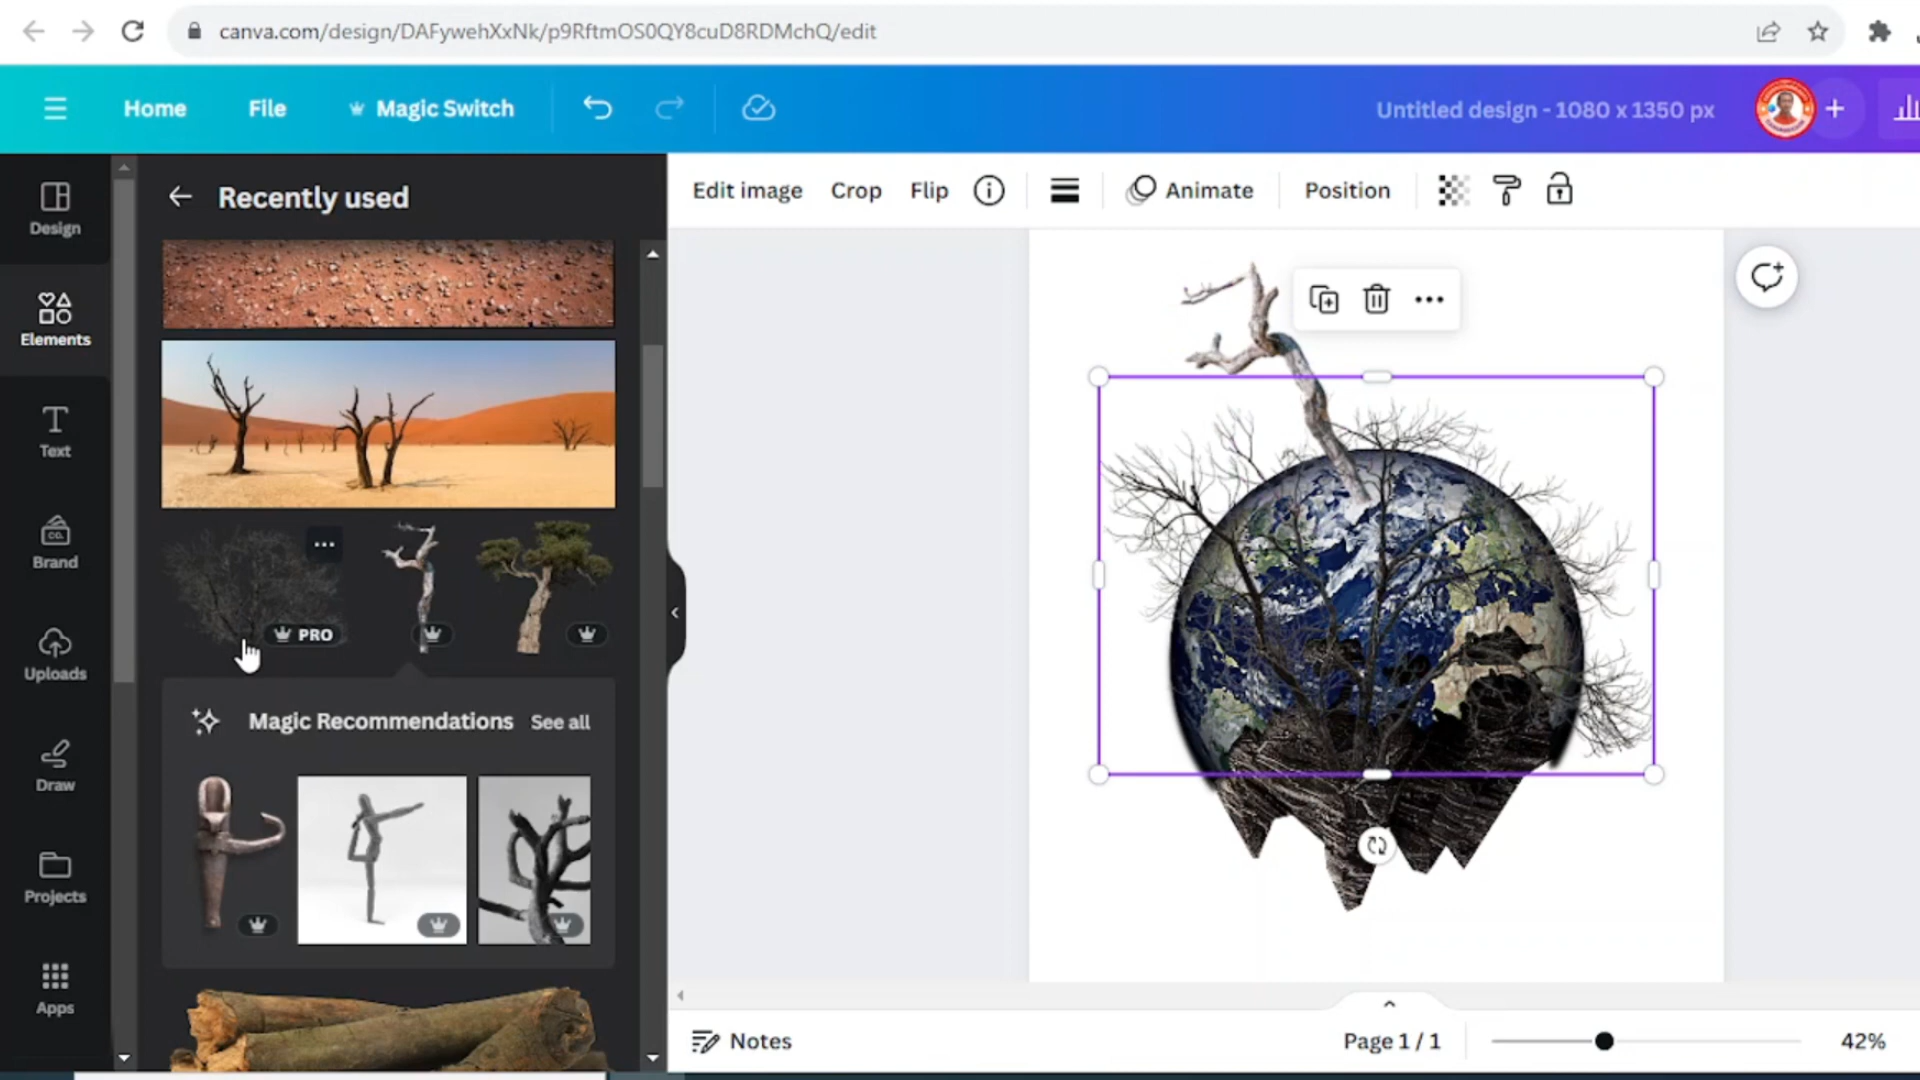 canva.com/design/DAFywehXxNk/p9RftmOS0QY8cuD8RDMchQ/edit
Home File Magic Switch Untitled design - 1080 x 1350 px
Design
Elements
Text
Brand
Uploads
Draw
Projects
Apps
Recently used
PRO
Magic Recommendations See all
Edit image Crop Flip Animate Position
Notes Page 1 / 1 42%